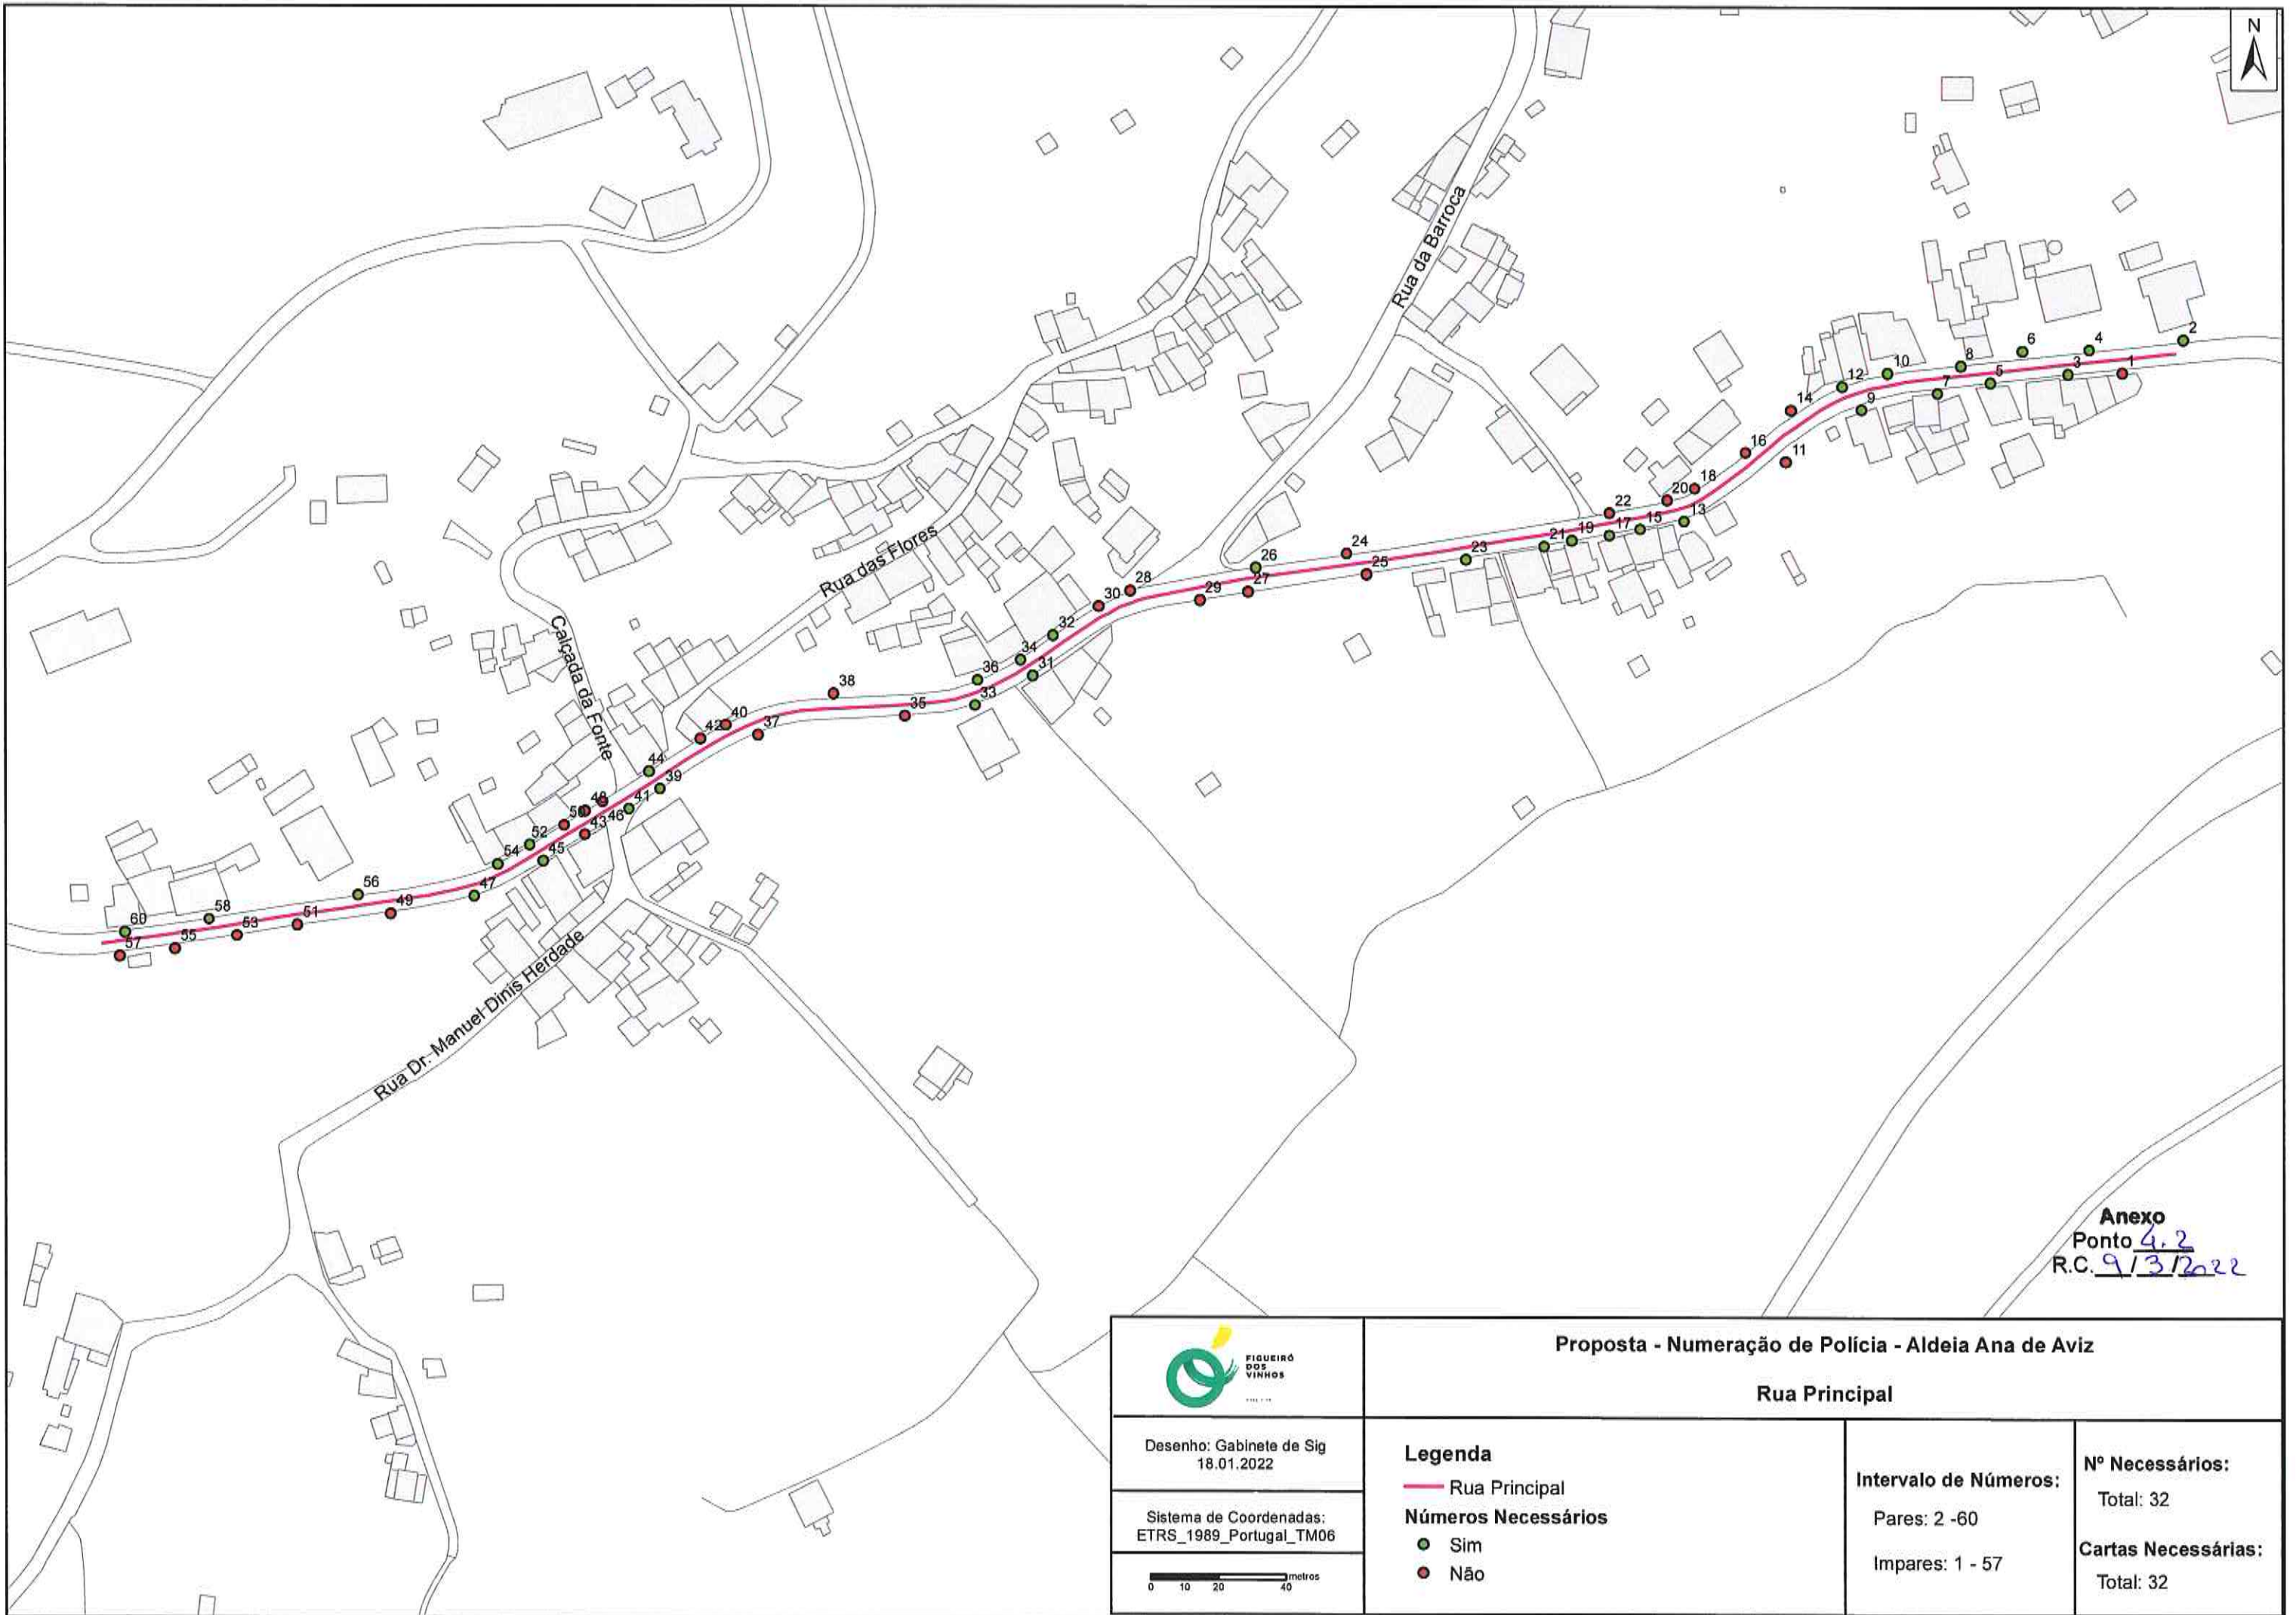 N
Rua da Barroca
2
4
6
8
10
12
14
16
18
20
22
24
26
28
30
32
34
36
38
40
42
44
48
50
46
52
54
56
58
60
1
3
5
7
9
11
13
15
17
19
21
23
25
27
29
31
33
35
37
39
41
43
45
47
49
51
53
55
57
Rua das Flores
Calçada da Fonte
Rua Dr. Manuel Dinis Herdade
Anexo
Ponto 4.2
R.C. 9/3/2022
FIGUEIRÓ
DOS
VINHOS
Proposta - Numeração de Polícia - Aldeia Ana de Aviz
Rua Principal
Desenho: Gabinete de Sig
18.01.2022
Sistema de Coordenadas:
ETRS_1989_Portugal_TM06
metros
0 10 20 40
Legenda
Rua Principal
Números Necessários
Sim
Não
Intervalo de Números:
Pares: 2 -60
Impares: 1 - 57
Nº Necessários:
Total: 32
Cartas Necessárias:
Total: 32